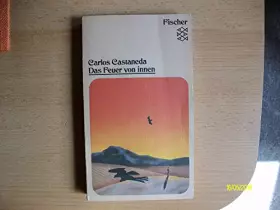 Fischer
Carlos Castaneda
Das Feuer von innen